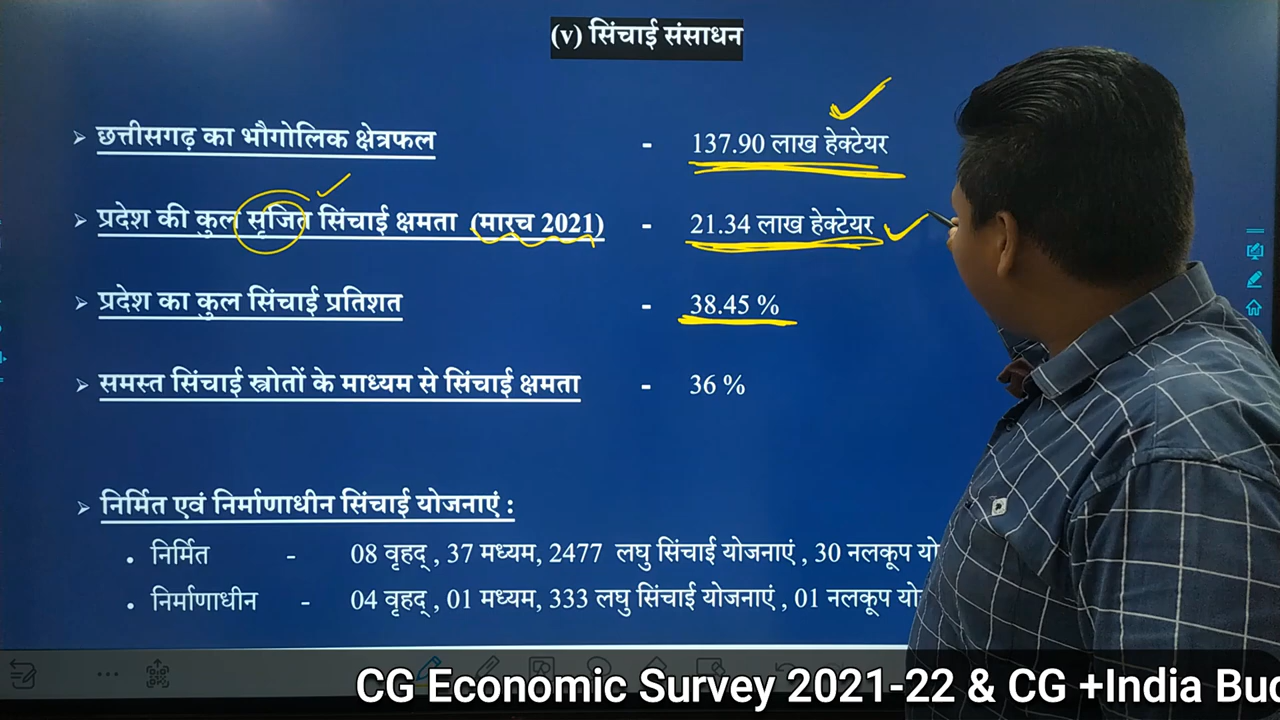 (v) सिंचाई संसाधन
➢ छत्तीसगढ़ का भौगोलिक क्षेत्रफल - 137.90 लाख हेक्टेयर
➢ प्रदेश की कुल सृजित सिंचाई क्षमता (मारच 2021) - 21.34 लाख हेक्टेयर
➢ प्रदेश का कुल सिंचाई प्रतिशत - 38.45 %
➢ समस्त सिंचाई स्त्रोतों के माध्यम से सिंचाई क्षमता - 36 %
➢ निर्मित एवं निर्माणाधीन सिंचाई योजनाएं :
• निर्मित - 08 वृहद् , 37 मध्यम, 2477 लघु सिंचाई योजनाएं , 30 नलकूप
• निर्माणाधीन - 04 वृहद् , 01 मध्यम, 333 लघु सिंचाई योजनाएं , 01 नलकूप
CG Economic Survey 2021-22 & CG +India